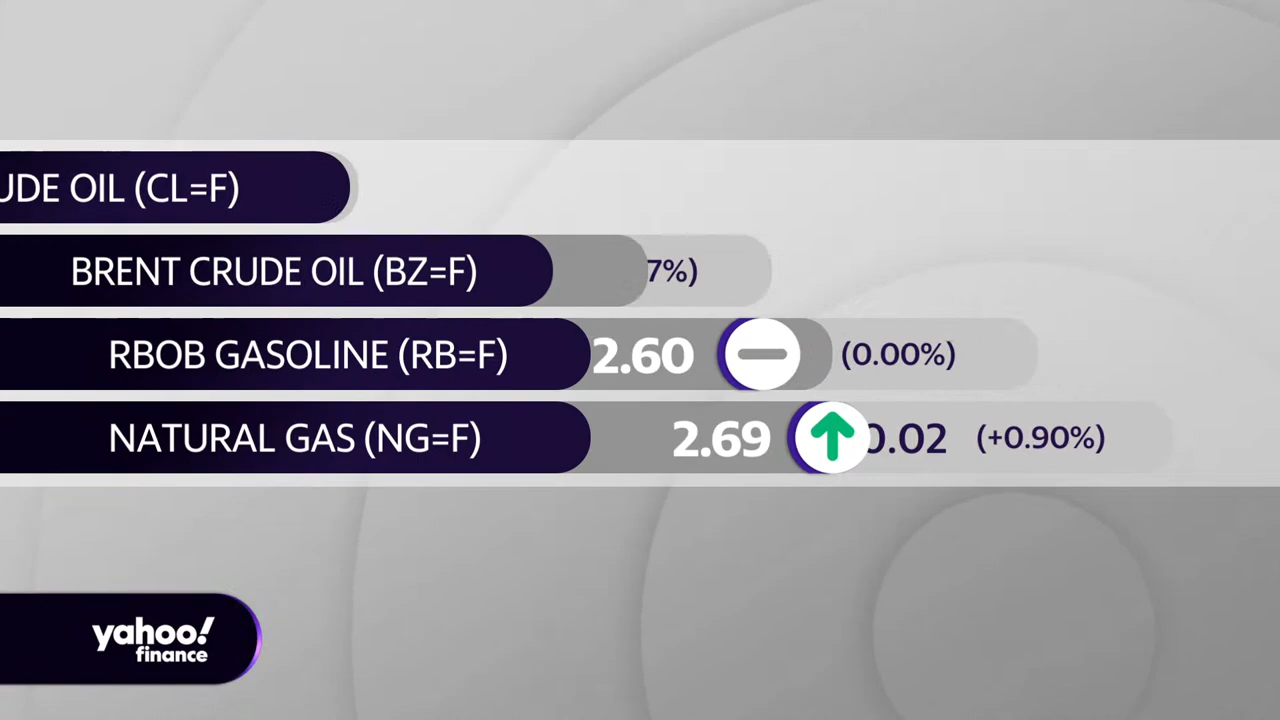 UDE OIL (CL=F)
BRENT CRUDE OIL (BZ=F) 7%)
RBOB GASOLINE (RB=F) 2.60 (0.00%)
NATURAL GAS (NG=F) 2.69 0.02 (+0.90%)
yahoo!
finance